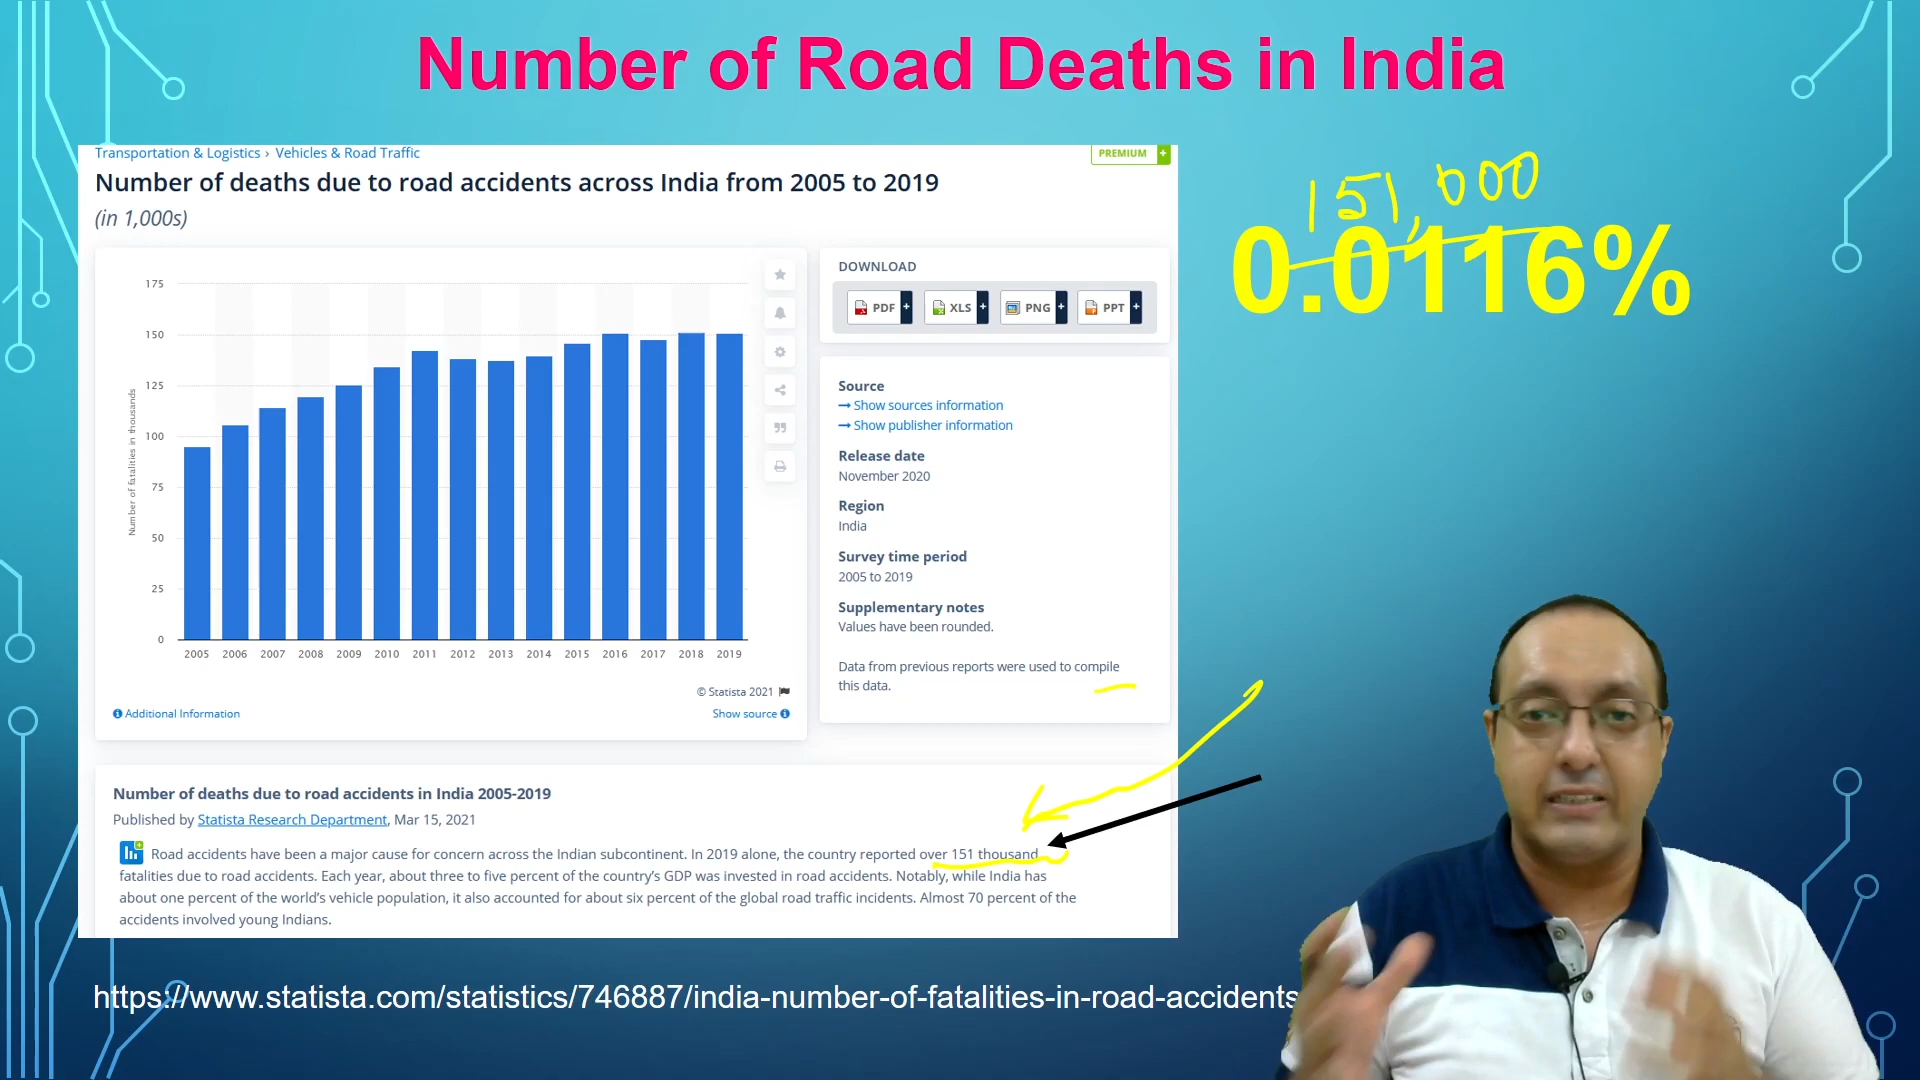 Number of Road Deaths in India
Transportation & Logistics › Vehicles & Road Traffic
PREMIUM +
Number of deaths due to road accidents across India from 2005 to 2019
(in 1,000s)
151,000
0.0116%
DOWNLOAD
PDF + XLS + PNG + PPT +
Number of fatalities in thousands
175
150
125
100
75
50
25
0
2005 2006 2007 2008 2009 2010 2011 2012 2013 2014 2015 2016 2017 2018 2019
© Statista 2021
Additional Information
Show source
Source
Show sources information
Show publisher information
Release date
November 2020
Region
India
Survey time period
2005 to 2019
Supplementary notes
Values have been rounded.
Data from previous reports were used to compile
this data.
Number of deaths due to road accidents in India 2005-2019
Published by Statista Research Department, Mar 15, 2021
Road accidents have been a major cause for concern across the Indian subcontinent. In 2019 alone, the country reported over 151 thousand
fatalities due to road accidents. Each year, about three to five percent of the country's GDP was invested in road accidents. Notably, while India has
about one percent of the world's vehicle population, it also accounted for about six percent of the global road traffic incidents. Almost 70 percent of the
accidents involved young Indians.
https://www.statista.com/statistics/746887/india-number-of-fatalities-in-road-accidents